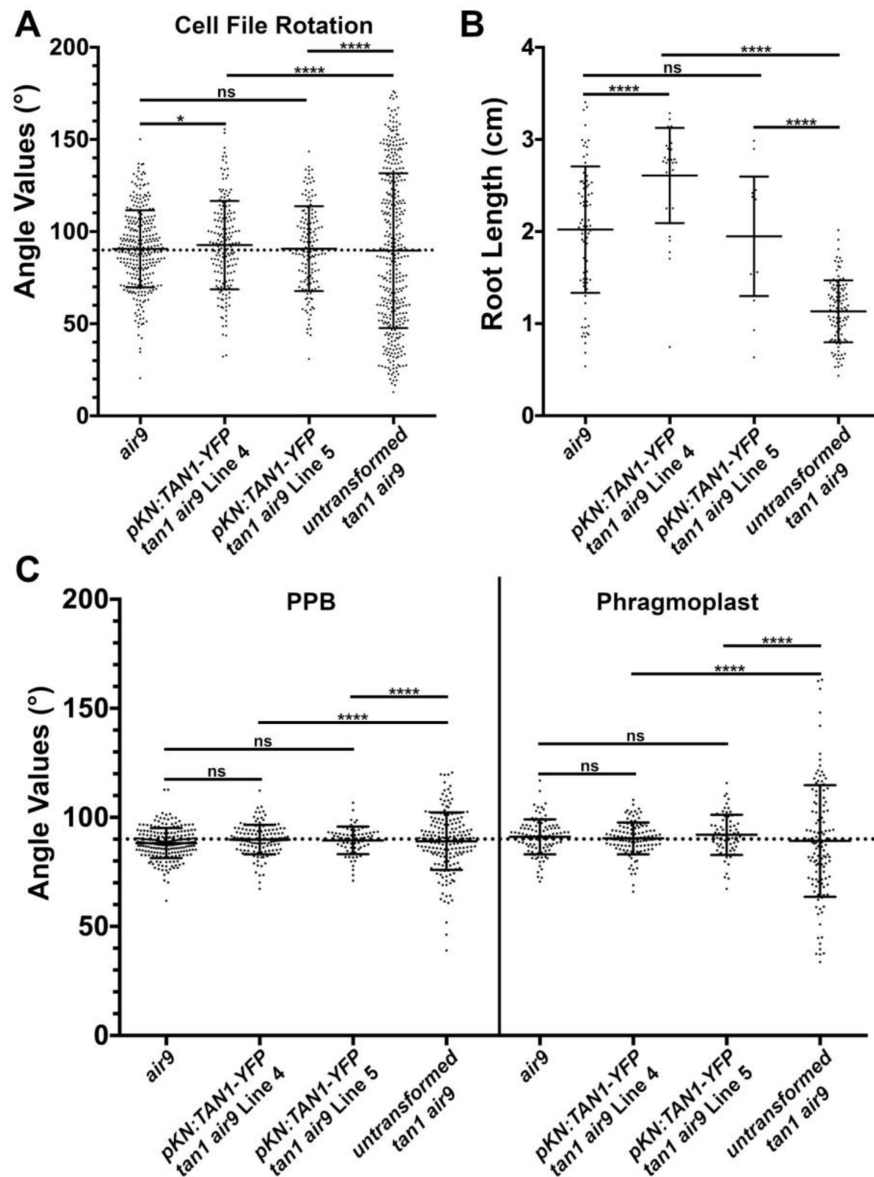 A
Cell File Rotation
Angle Values (°)
200
150
100
50
0
****
****
ns
*
air9
pKN:TAN1-YFP
tan1 air9 Line 4
pKN:TAN1-YFP
tan1 air9 Line 5
untransformed
tan1 air9
B
Root Length (cm)
4
3
2
1
0
****
ns
****
****
air9
pKN:TAN1-YFP
tan1 air9 Line 4
pKN:TAN1-YFP
tan1 air9 Line 5
untransformed
tan1 air9
C
Angle Values (°)
200
150
100
50
0
PPB
****
****
ns
ns
air9
pKN:TAN1-YFP
tan1 air9 Line 4
pKN:TAN1-YFP
tan1 air9 Line 5
untransformed
tan1 air9
Phragmoplast
****
****
ns
ns
air9
pKN:TAN1-YFP
tan1 air9 Line 4
pKN:TAN1-YFP
tan1 air9 Line 5
untransformed
tan1 air9